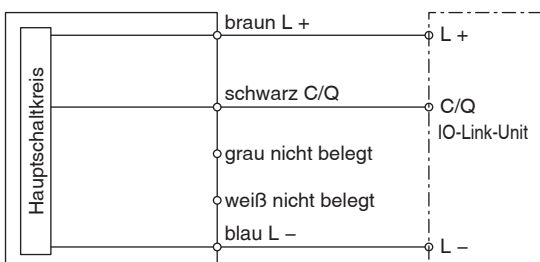 braun L +
L +
Hauptschaltkreis
schwarz C/Q
C/Q
IO-Link-Unit
grau nicht belegt
weiß nicht belegt
blau L –
L –